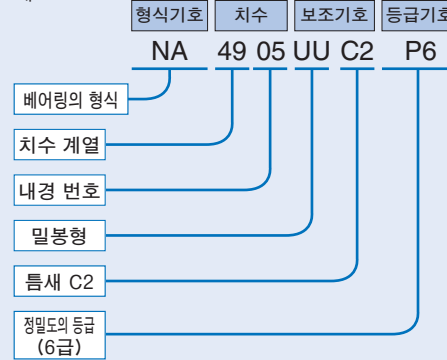 형식기호 치수 보조기호 등급기호
NA 49 05 UU C2 P6
베어링의 형식
치수 계열
내경 번호
밀봉형
틈새 C2
정밀도의 등급
(6급)